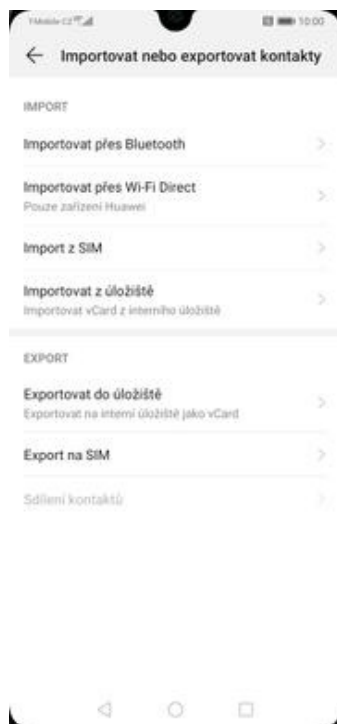 T-Mobile CZ
10:00
Importovat nebo exportovat kontakty
IMPORT
Importovat přes Bluetooth
Importovat přes Wi-Fi Direct
Pouze zařízení Huawei
Import z SIM
Importovat z úložiště
Importovat vCard z interního úložiště
EXPORT
Exportovat do úložiště
Exportovat na interní úložiště jako vCard
Export na SIM
Sdílení kontaktů